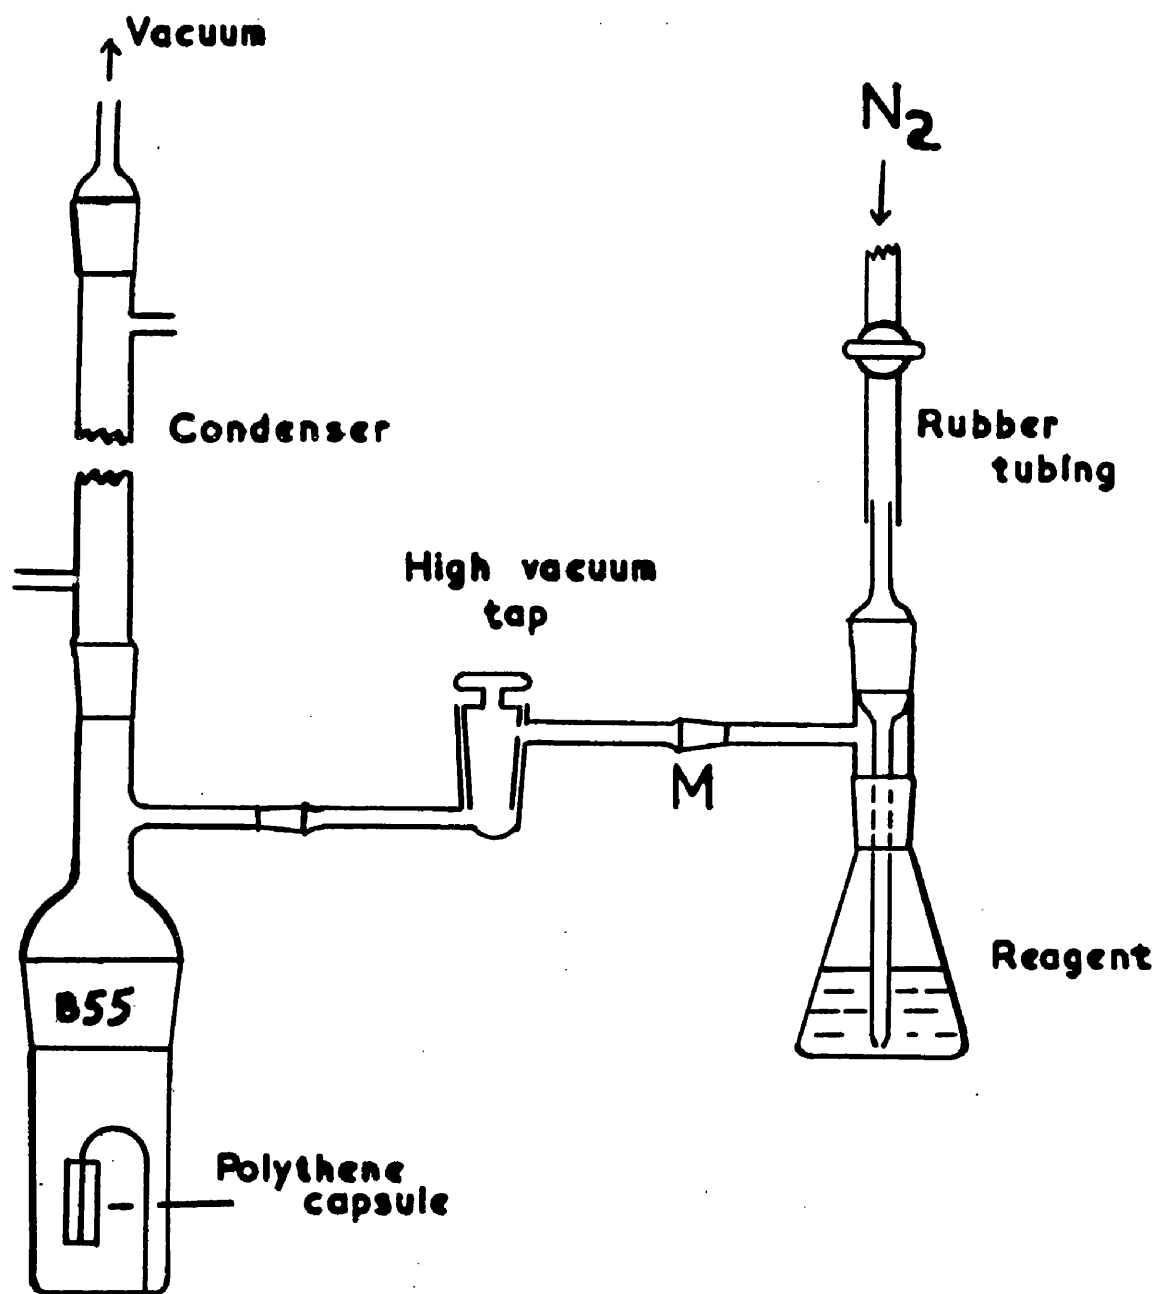 Vacuum
N2
Condenser
Rubber
tubing
High vacuum
tap
M
Reagent
B55
Polythene
capsule